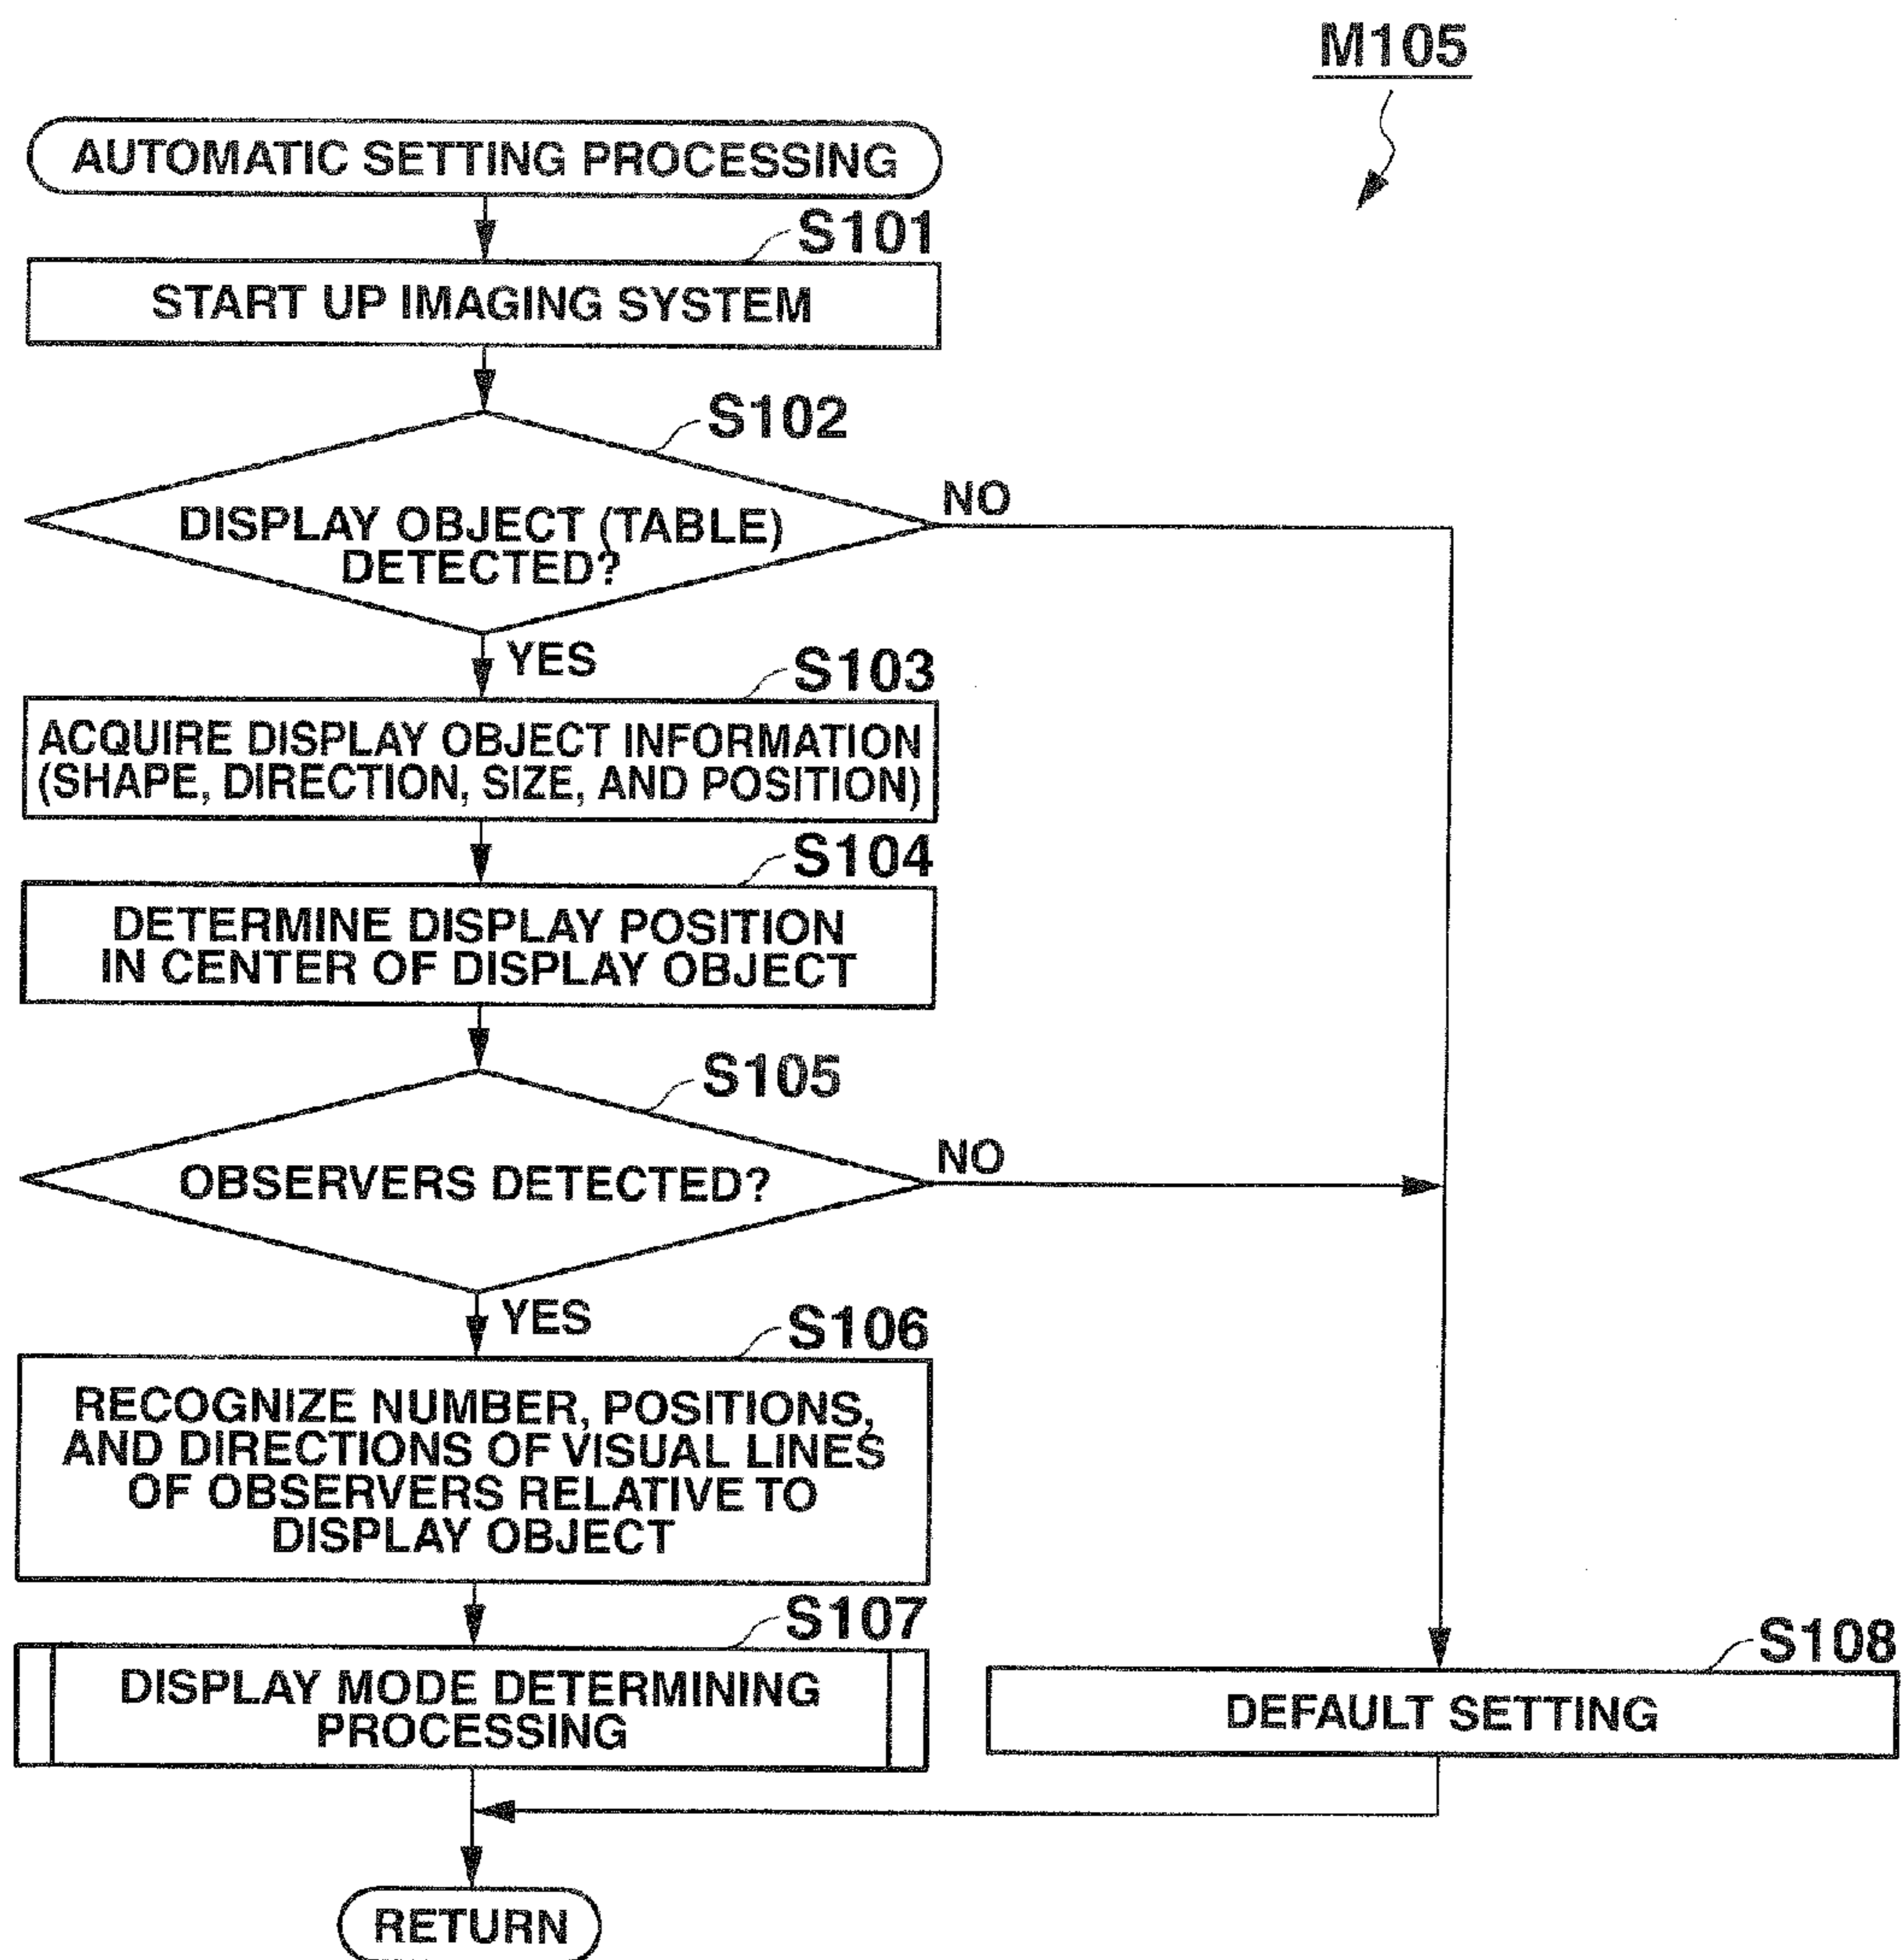 M105
AUTOMATIC SETTING PROCESSING
S101
START UP IMAGING SYSTEM
S102
DISPLAY OBJECT (TABLE)
DETECTED?
NO
YES
S103
ACQUIRE DISPLAY OBJECT INFORMATION
(SHAPE, DIRECTION, SIZE, AND POSITION)
S104
DETERMINE DISPLAY POSITION
IN CENTER OF DISPLAY OBJECT
S105
OBSERVERS DETECTED?
NO
YES
S106
RECOGNIZE NUMBER, POSITIONS,
AND DIRECTIONS OF VISUAL LINES
OF OBSERVERS RELATIVE TO
DISPLAY OBJECT
S107
DISPLAY MODE DETERMINING
PROCESSING
S108
DEFAULT SETTING
RETURN